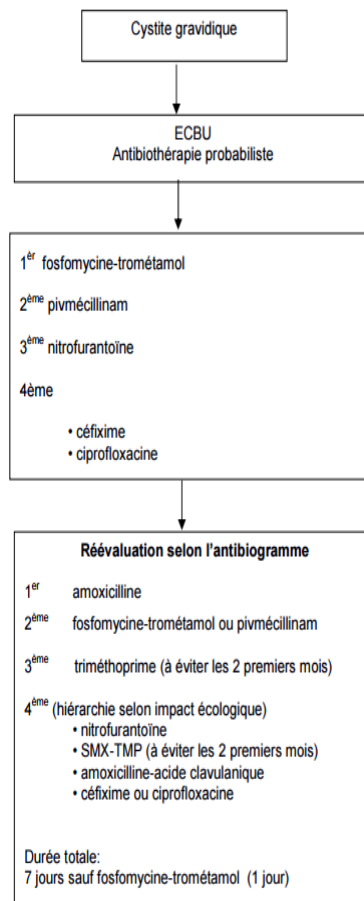 Cystite gravidique
ECBU
Antibiothérapie probabiliste
1èr fosfomycine-trométamol
2ème pivmécillinam
3ème nitrofurantoïne
4ème
• céfixime
• ciprofloxacine
Réévaluation selon l'antibiogramme
1er amoxicilline
2ème fosfomycine-trométamol ou pivmécillinam
3ème triméthoprime (à éviter les 2 premiers mois)
4ème (hiérarchie selon impact écologique)
• nitrofurantoïne
• SMX-TMP (à éviter les 2 premiers mois)
• amoxicilline-acide clavulanique
• céfixime ou ciprofloxacine
Durée totale:
7 jours sauf fosfomycine-trométamol (1 jour)